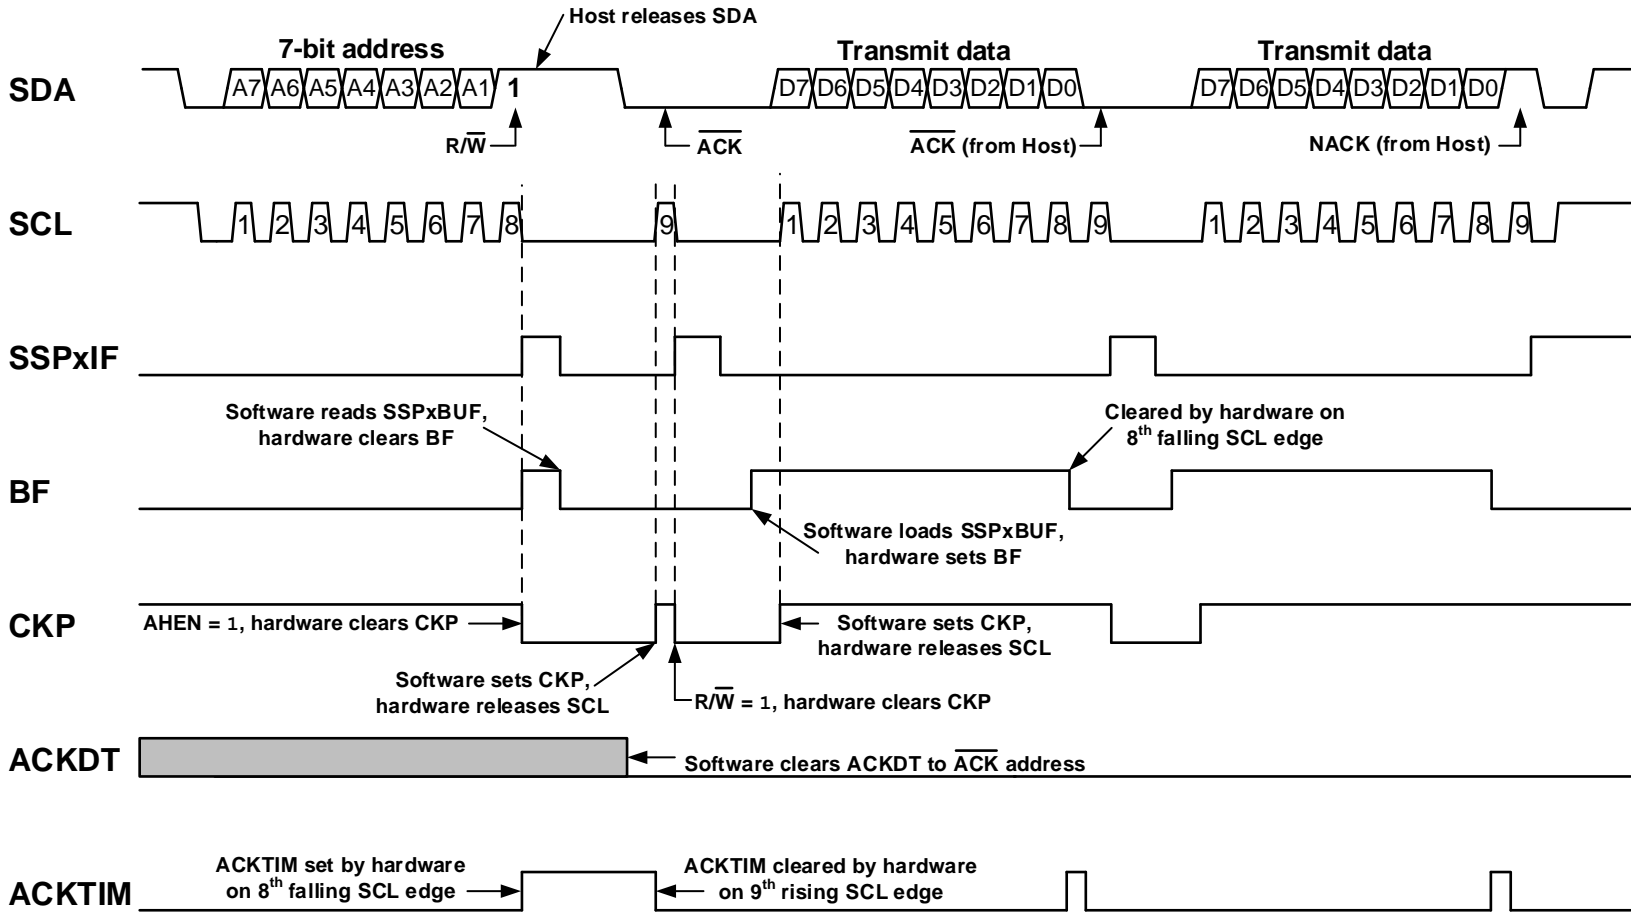 Host releases SDA
7-bit address
Transmit data
Transmit data
SDA
A7 A6 A5 A4 A3 A2 A1 1
D7 D6 D5 D4 D3 D2 D1 D0
D7 D6 D5 D4 D3 D2 D1 D0
R/W̅
A̅C̅K̅
A̅C̅K̅ (from Host)
NACK (from Host)
SCL
1 2 3 4 5 6 7 8
9
1 2 3 4 5 6 7 8 9
1 2 3 4 5 6 7 8 9
SSPxIF
Software reads SSPxBUF,
hardware clears BF
Cleared by hardware on
8th falling SCL edge
BF
Software loads SSPxBUF,
hardware sets BF
CKP
AHEN = 1, hardware clears CKP
Software sets CKP,
hardware releases SCL
Software sets CKP,
hardware releases SCL
R/W̅ = 1, hardware clears CKP
ACKDT
Software clears ACKDT to A̅C̅K̅ address
ACKTIM
ACKTIM set by hardware
on 8th falling SCL edge
ACKTIM cleared by hardware
on 9th rising SCL edge